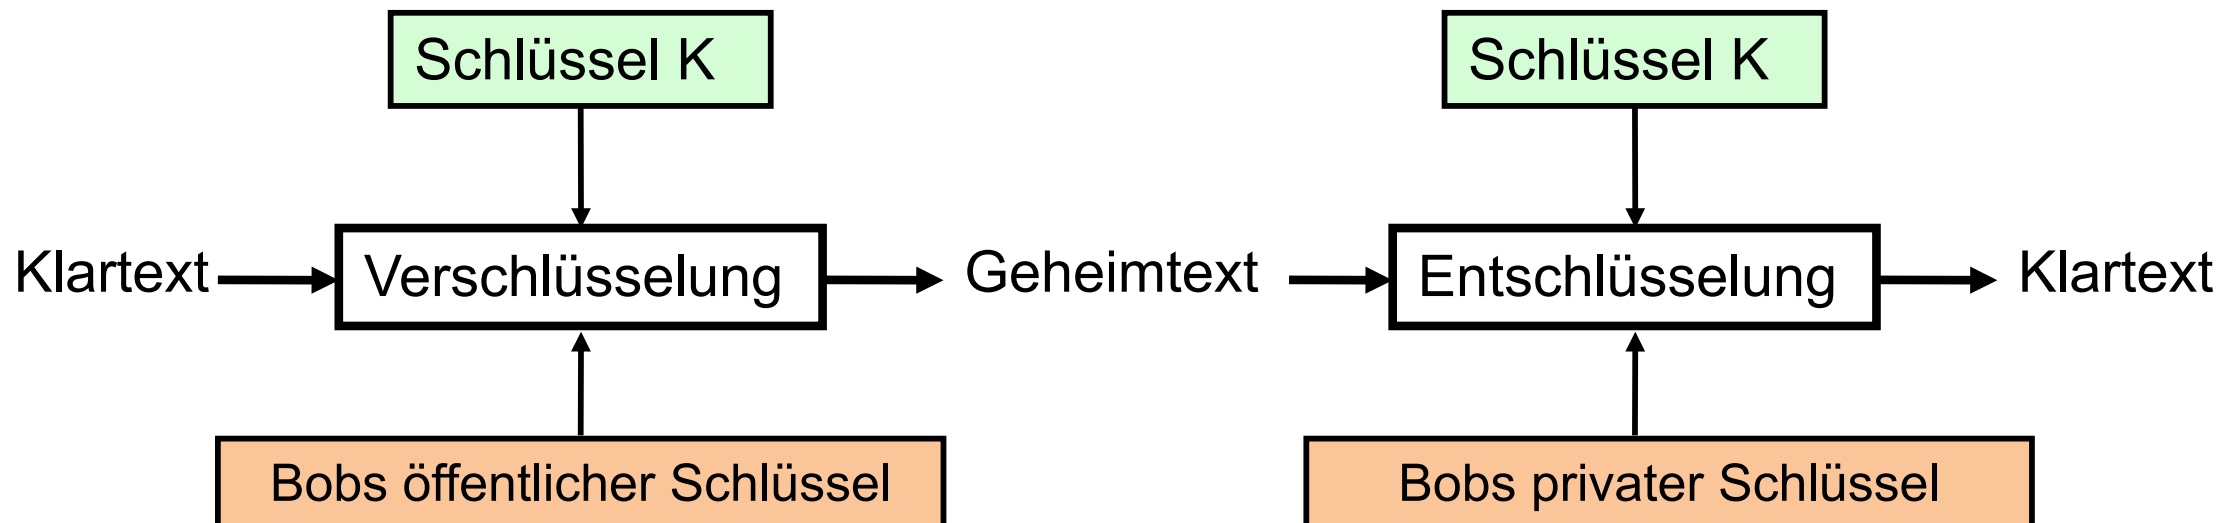 Schlüssel K
Schlüssel K
Klartext
Verschlüsselung
Geheimtext
Entschlüsselung
Klartext
Bobs öffentlicher Schlüssel
Bobs privater Schlüssel